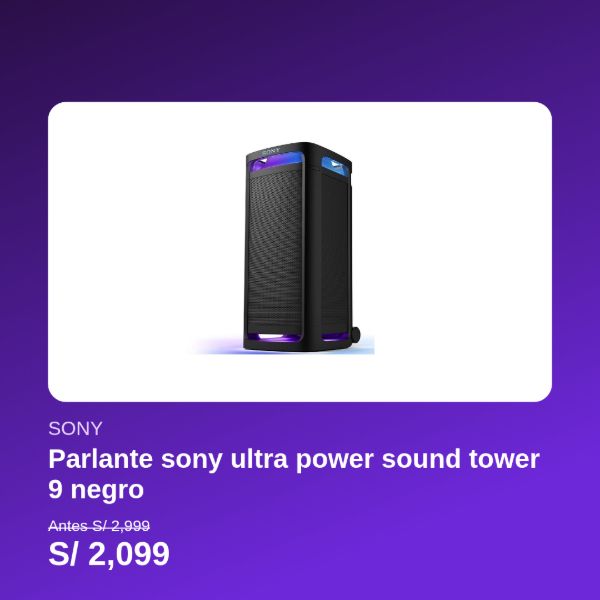 SONY
SONY
Parlante sony ultra power sound tower
9 negro
Antes S/ 2,999
S/ 2,099